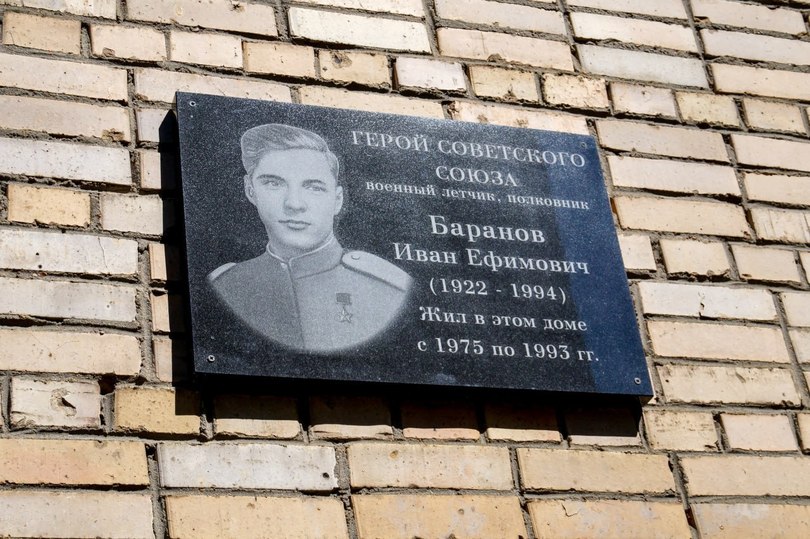 ГЕРОЙ СОВЕТСКОГО
СОЮЗА
военный летчик, полковник
Баранов
Иван Ефимович
(1922 - 1994)
Жил в этом доме
с 1975 по 1993 гг.